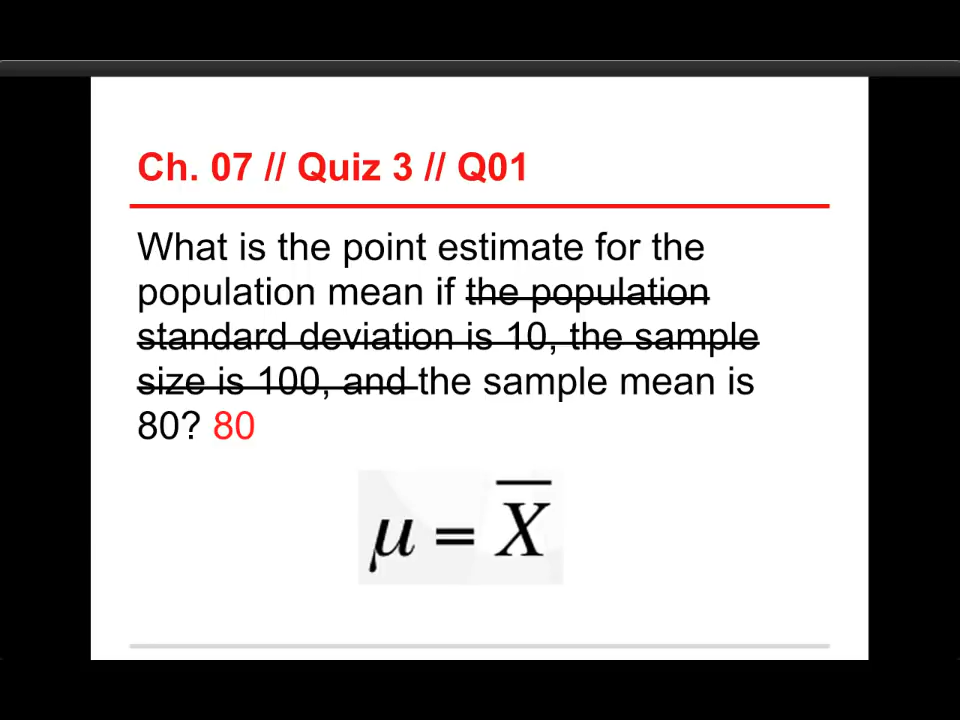 Ch. 07 // Quiz 3 // Q01
What is the point estimate for the
population mean if the population
standard deviation is 10, the sample
size is 100, and the sample mean is
80? 80
μ = X̅